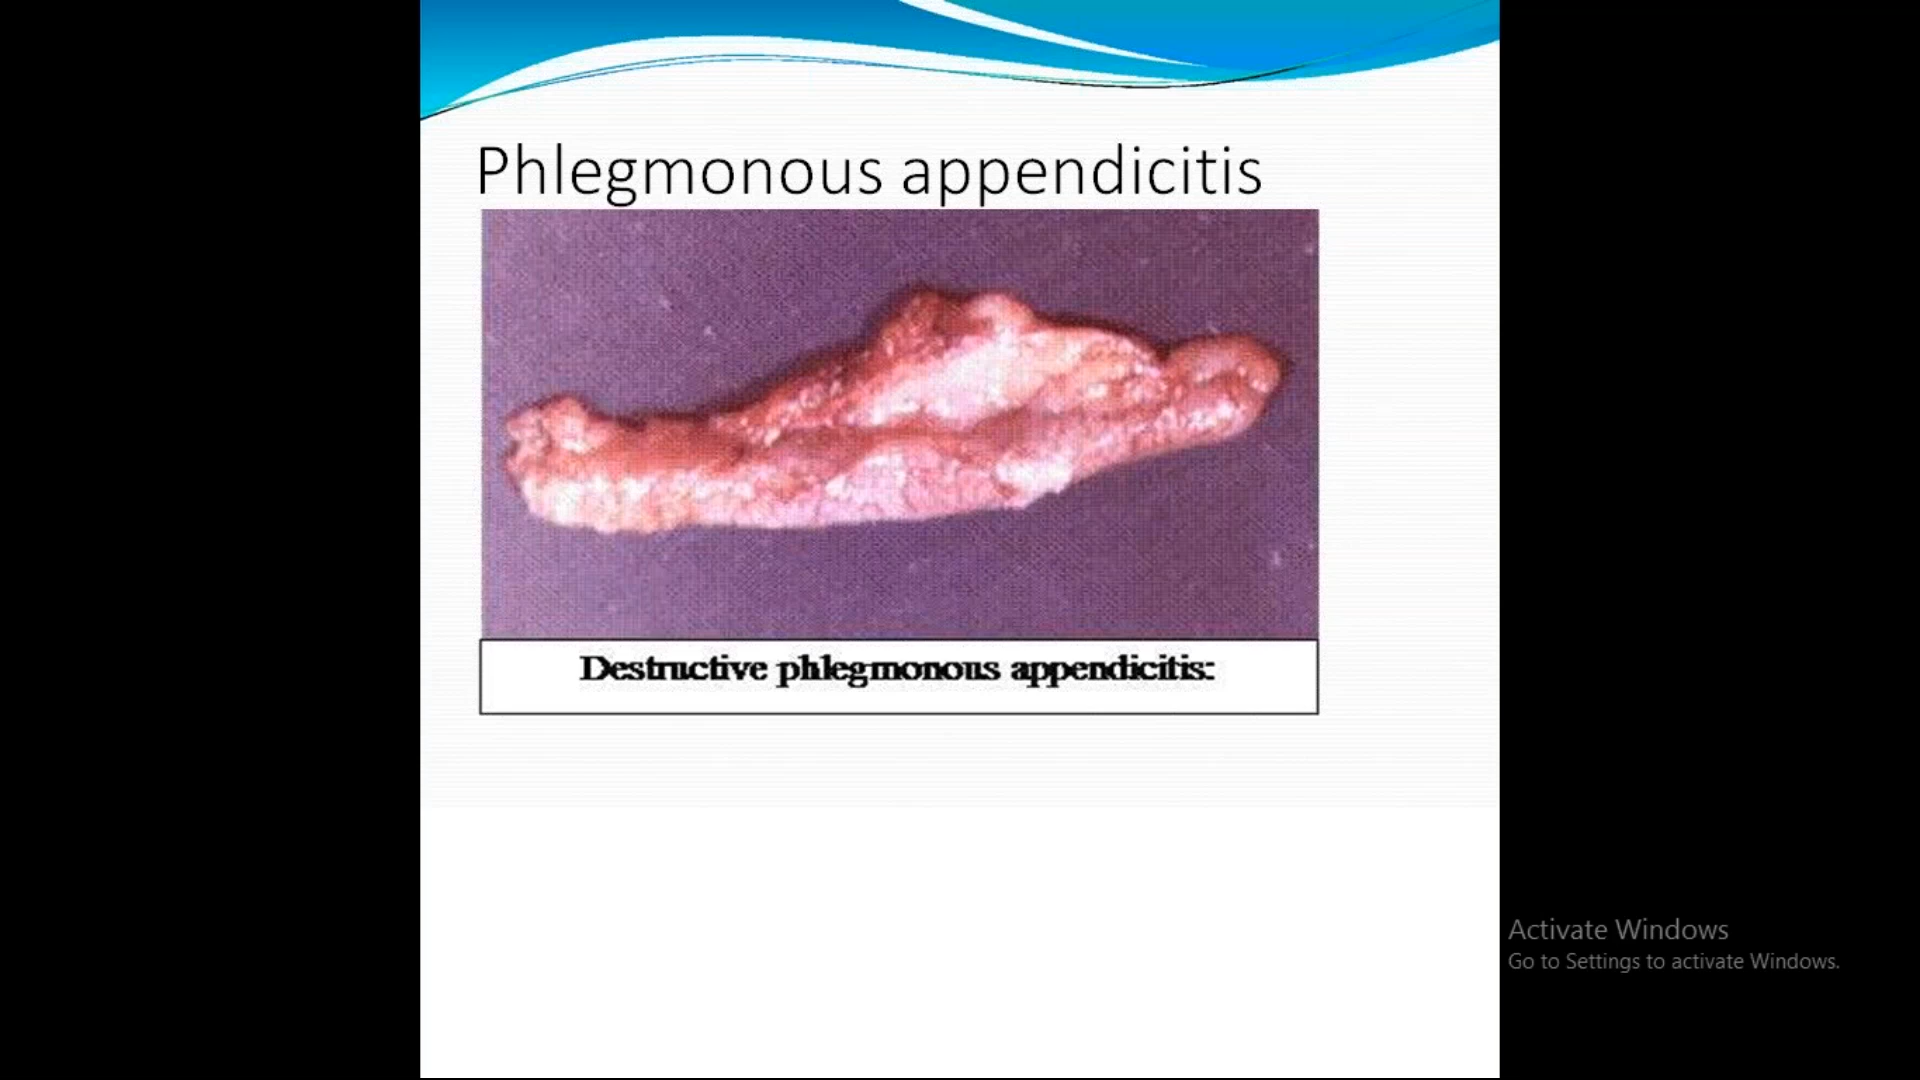 Phlegmonous appendicitis
Destructive phlegmonous appendicitis:
Activate Windows
Go to Settings to activate Windows.